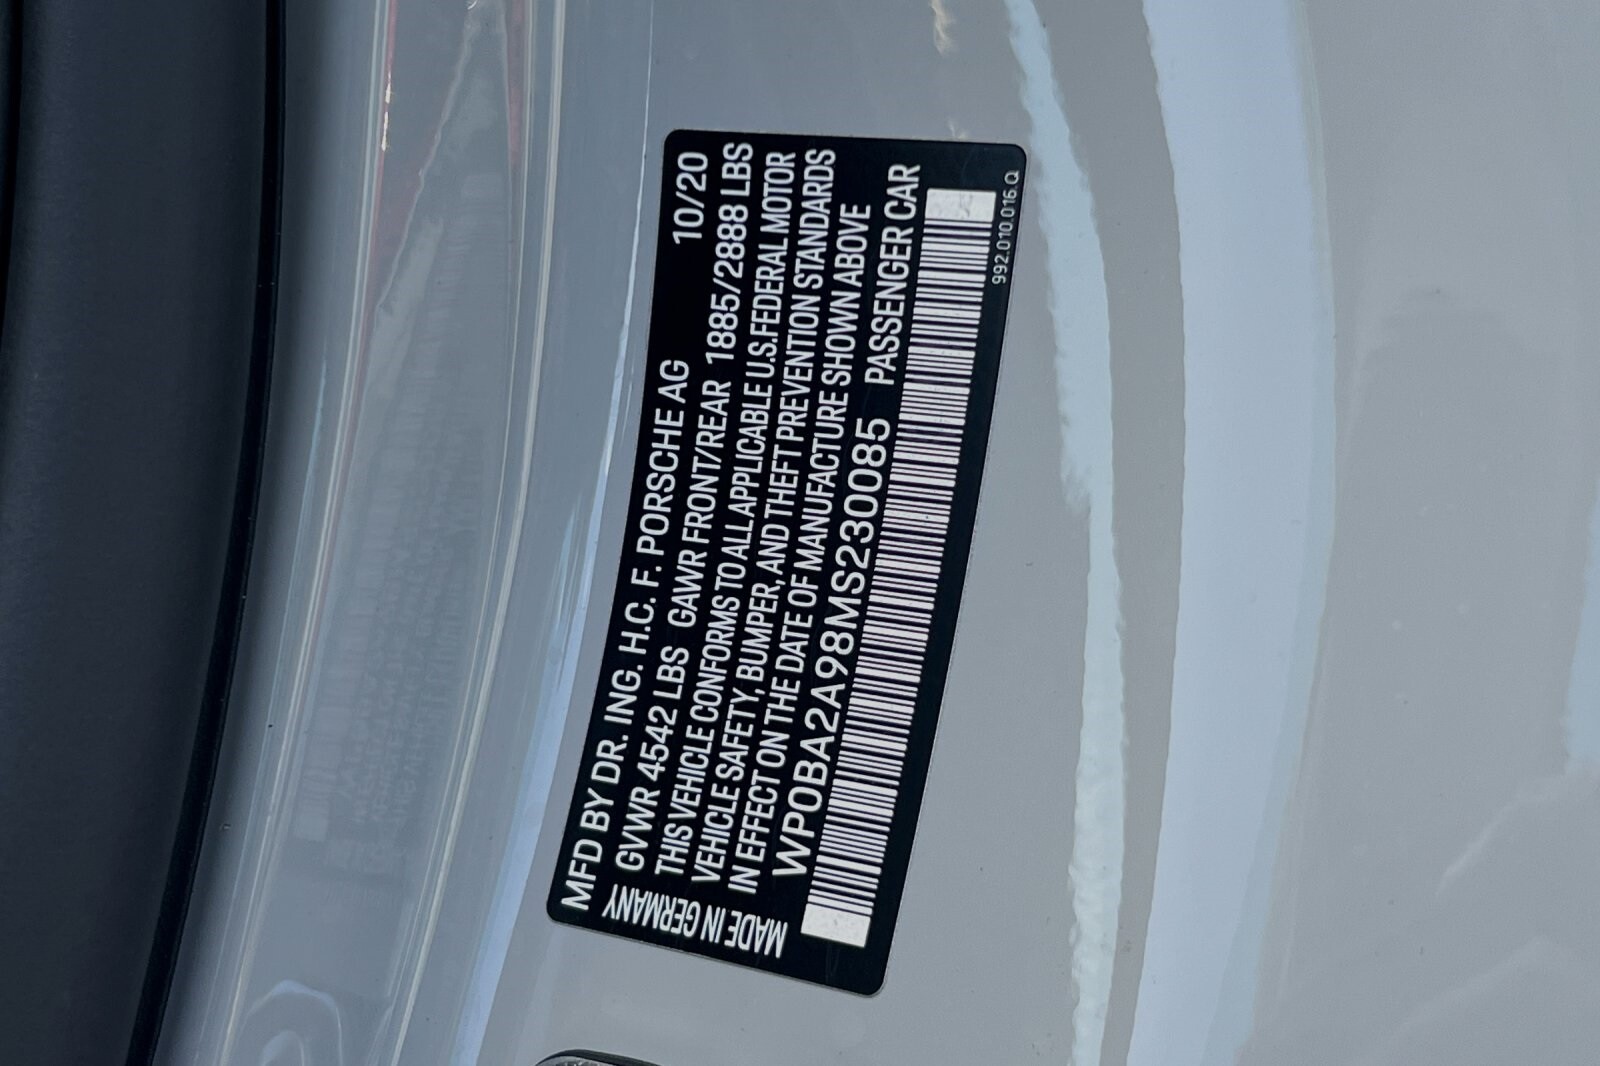 MFD BY DR. ING. H.C. F. PORSCHE AG 10/20
GVWR 4542 LBS GAWR FRONT/REAR 1885/2888 LBS
THIS VEHICLE CONFORMS TO ALL APPLICABLE U.S.FEDERAL MOTOR
VEHICLE SAFETY, BUMPER, AND THEFT PREVENTION STANDARDS
IN EFFECT ON THE DATE OF MANUFACTURE SHOWN ABOVE
WP0BA2A98MS230085 PASSENGER CAR
MADE IN GERMANY
992.010.016.Q